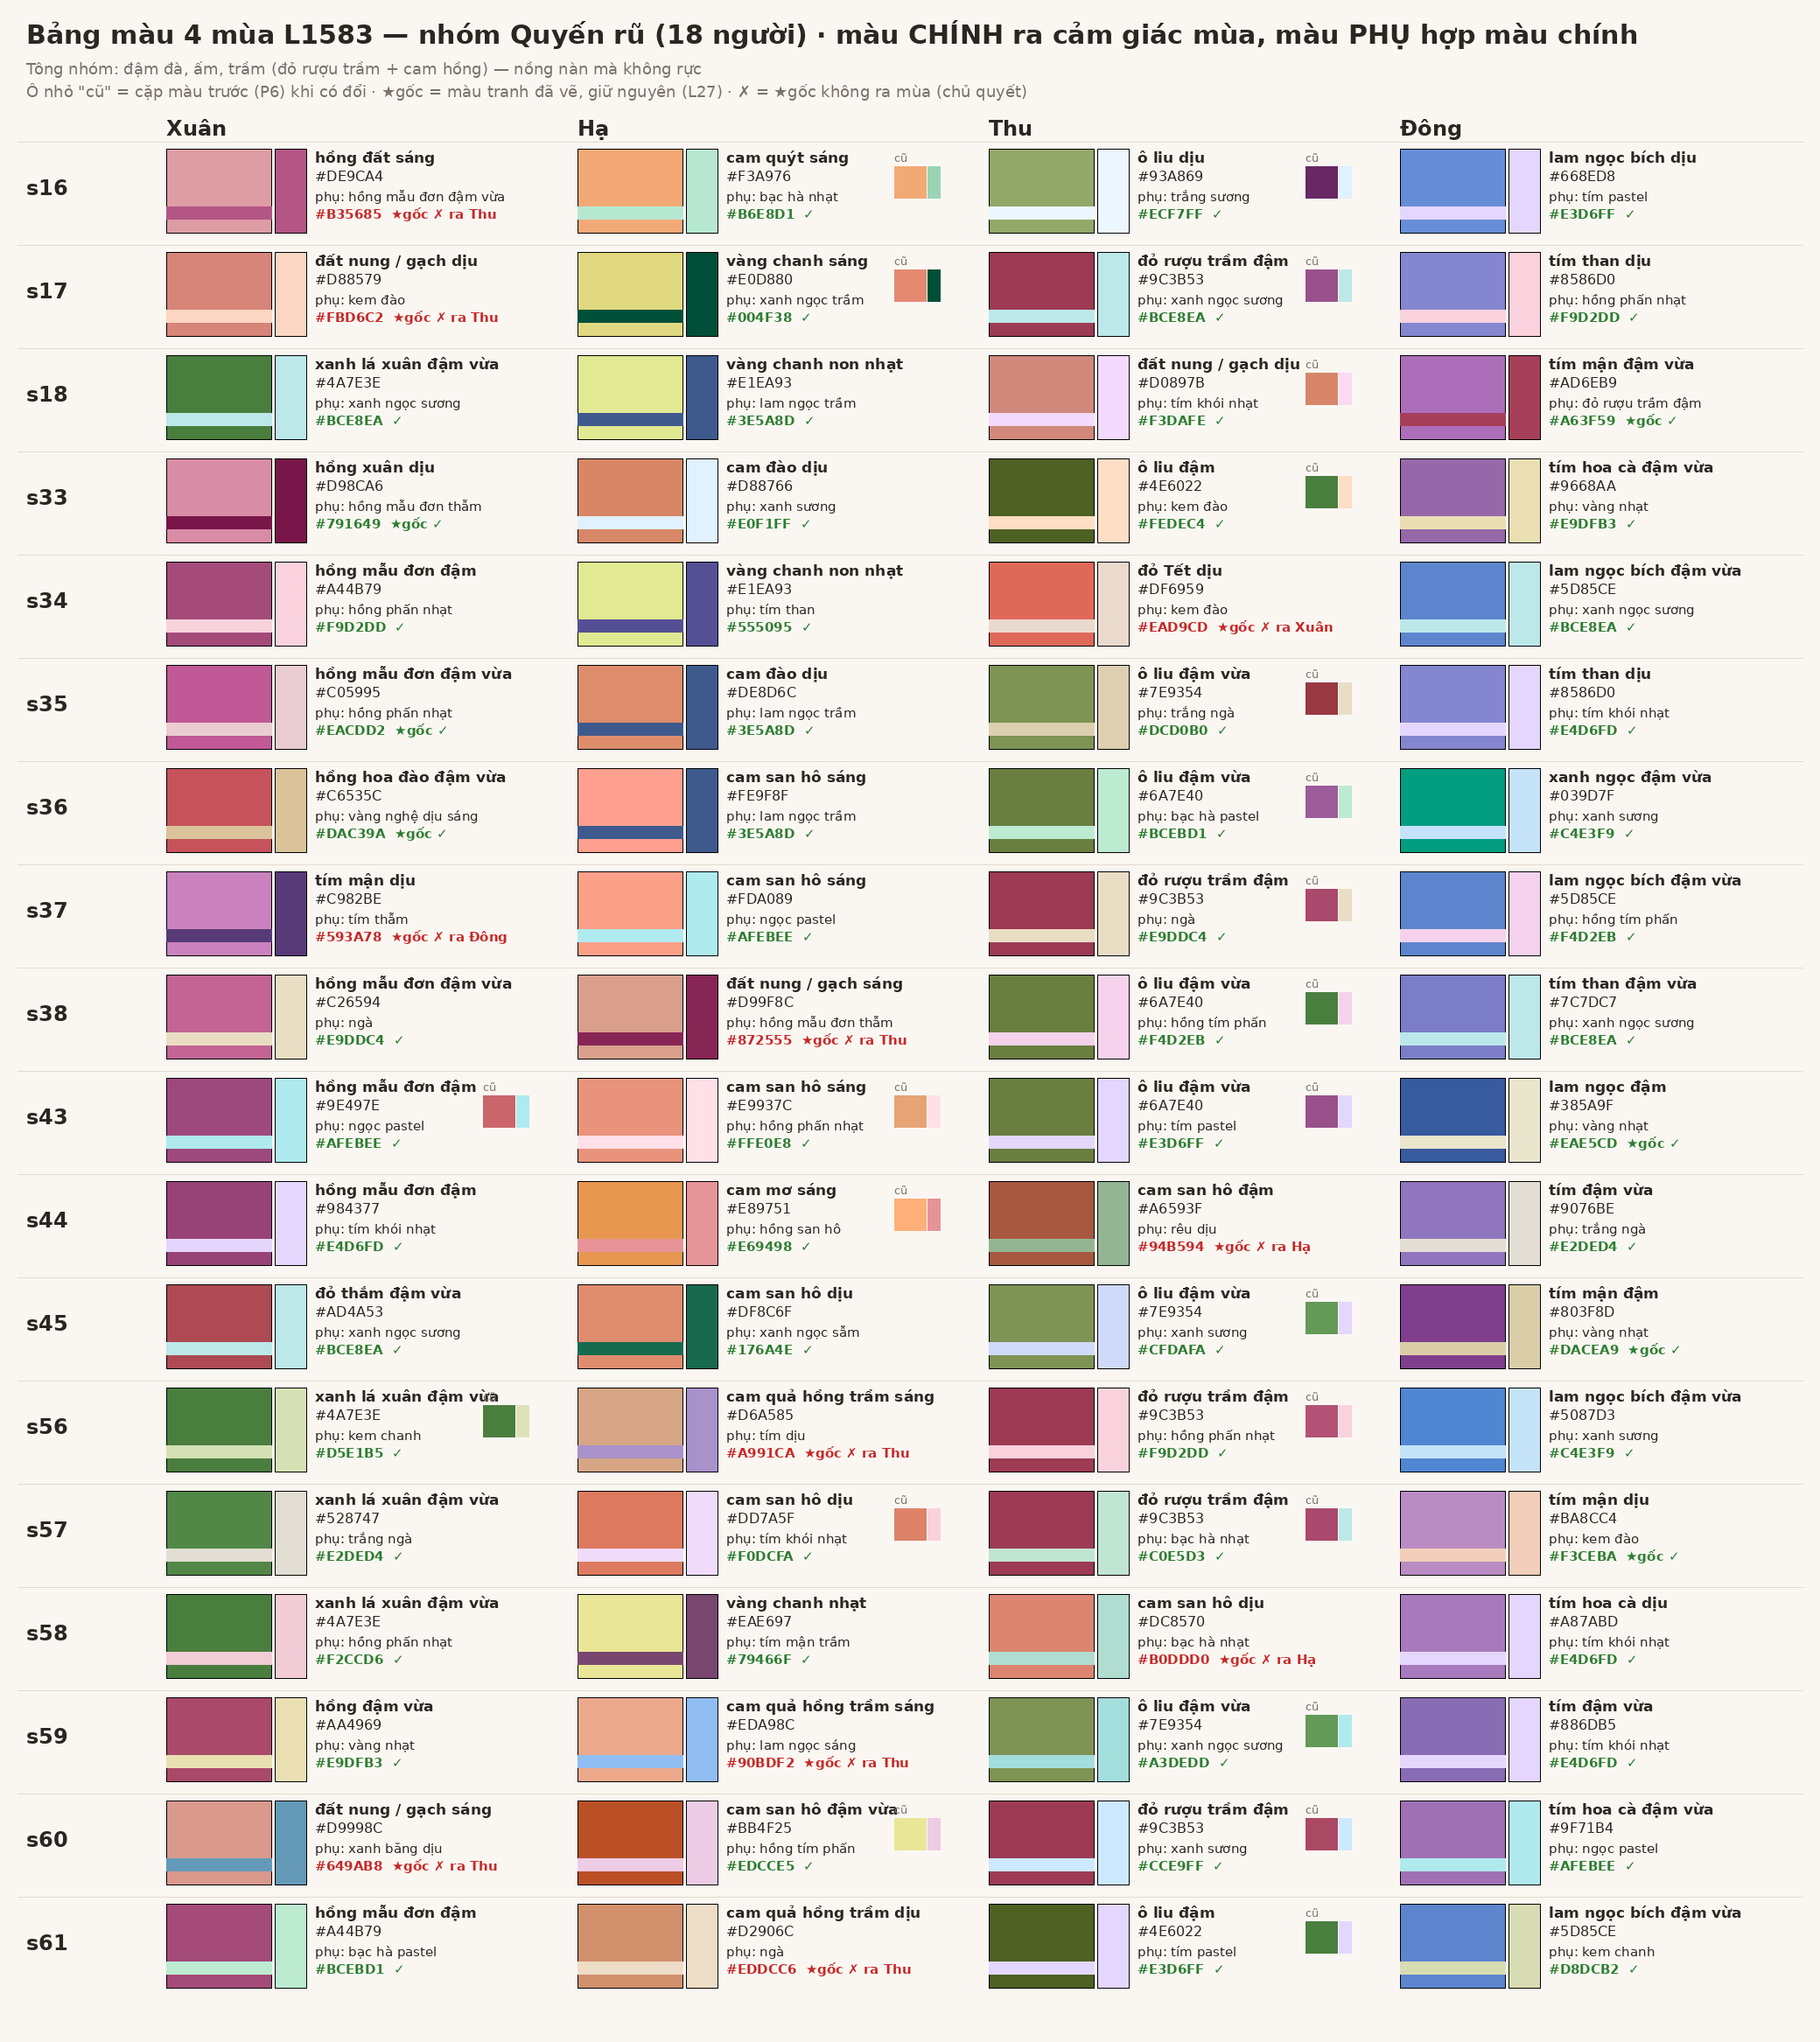 Bảng màu 4 mùa L1583 — nhóm Quyến rũ (18 người) · màu CHÍNH ra cảm giác mùa, màu PHỤ hợp màu chính
Tông nhóm: đậm đà, ấm, trầm (đỏ rượu trầm + cam hồng) — nồng nàn mà không rực
Ô nhỏ "cũ" = cặp màu trước (P6) khi có đổi · ★gốc = màu tranh đã vẽ, giữ nguyên (L27) · ✗ = ★gốc không ra mùa (chủ quyết)
Xuân
Hạ
Thu
Đông
s16
hồng đất sáng
#DE9CA4
phụ: hồng mẫu đơn đậm vừa
#B35685 ★gốc ✗ ra Thu
cam quýt sáng
#F3A976
phụ: bạc hà nhạt
#B6E8D1 ✓
cũ
ô liu dịu
#93A869
phụ: trắng sương
#ECF7FF ✓
cũ
lam ngọc bích dịu
#668ED8
phụ: tím pastel
#E3D6FF ✓
s17
đất nung / gạch dịu
#D88579
phụ: kem đào
#FBD6C2 ★gốc ✗ ra Thu
vàng chanh sáng
#E0D880
phụ: xanh ngọc trầm
#004F38 ✓
cũ
đỏ rượu trầm đậm
#9C3B53
phụ: xanh ngọc sương
#BCE8EA ✓
cũ
tím than dịu
#8586D0
phụ: hồng phấn nhạt
#F9D2DD ✓
s18
xanh lá xuân đậm vừa
#4A7E3E
phụ: xanh ngọc sương
#BCE8EA ✓
vàng chanh non nhạt
#E1EA93
phụ: lam ngọc trầm
#3E5A8D ✓
đất nung / gạch dịu
#D0897B
phụ: tím khói nhạt
#F3DAFE ✓
cũ
tím mận đậm vừa
#AD6EB9
phụ: đỏ rượu trầm đậm
#A63F59 ★gốc ✓
s33
hồng xuân dịu
#D98CA6
phụ: hồng mẫu đơn thẫm
#791649 ★gốc ✓
cam đào dịu
#D88766
phụ: xanh sương
#E0F1FF ✓
ô liu đậm
#4E6022
phụ: kem đào
#FEDEC4 ✓
cũ
tím hoa cà đậm vừa
#9668AA
phụ: vàng nhạt
#E9DFB3 ✓
s34
hồng mẫu đơn đậm
#A44B79
phụ: hồng phấn nhạt
#F9D2DD ✓
vàng chanh non nhạt
#E1EA93
phụ: tím than
#555095 ✓
đỏ Tết dịu
#DF6959
phụ: kem đào
#EAD9CD ★gốc ✗ ra Xuân
lam ngọc bích đậm vừa
#5D85CE
phụ: xanh ngọc sương
#BCE8EA ✓
s35
hồng mẫu đơn đậm vừa
#C05995
phụ: hồng phấn nhạt
#EACDD2 ★gốc ✓
cam đào dịu
#DE8D6C
phụ: lam ngọc trầm
#3E5A8D ✓
ô liu đậm vừa
#7E9354
phụ: trắng ngà
#DCD0B0 ✓
cũ
tím than dịu
#8586D0
phụ: tím khói nhạt
#E4D6FD ✓
s36
hồng hoa đào đậm vừa
#C6535C
phụ: vàng nghệ dịu sáng
#DAC39A ★gốc ✓
cam san hô sáng
#FE9F8F
phụ: lam ngọc trầm
#3E5A8D ✓
ô liu đậm vừa
#6A7E40
phụ: bạc hà pastel
#BCEBD1 ✓
cũ
xanh ngọc đậm vừa
#039D7F
phụ: xanh sương
#C4E3F9 ✓
s37
tím mận dịu
#C982BE
phụ: tím thẫm
#593A78 ★gốc ✗ ra Đông
cam san hô sáng
#FDA089
phụ: ngọc pastel
#AFEBEE ✓
đỏ rượu trầm đậm
#9C3B53
phụ: ngà
#E9DDC4 ✓
cũ
lam ngọc bích đậm vừa
#5D85CE
phụ: hồng tím phấn
#F4D2EB ✓
s38
hồng mẫu đơn đậm vừa
#C26594
phụ: ngà
#E9DDC4 ✓
đất nung / gạch sáng
#D99F8C
phụ: hồng mẫu đơn thẫm
#872555 ★gốc ✗ ra Thu
ô liu đậm vừa
#6A7E40
phụ: hồng tím phấn
#F4D2EB ✓
cũ
tím than đậm vừa
#7C7DC7
phụ: xanh ngọc sương
#BCE8EA ✓
s43
hồng mẫu đơn đậm
#9E497E
phụ: ngọc pastel
#AFEBEE ✓
cũ
cam san hô sáng
#E9937C
phụ: hồng phấn nhạt
#FFE0E8 ✓
cũ
ô liu đậm vừa
#6A7E40
phụ: tím pastel
#E3D6FF ✓
cũ
lam ngọc đậm
#385A9F
phụ: vàng nhạt
#EAE5CD ★gốc ✓
s44
hồng mẫu đơn đậm
#984377
phụ: tím khói nhạt
#E4D6FD ✓
cam mơ sáng
#E89751
phụ: hồng san hô
#E69498 ✓
cũ
cam san hô đậm
#A6593F
phụ: rêu dịu
#94B594 ★gốc ✗ ra Hạ
tím đậm vừa
#9076BE
phụ: trắng ngà
#E2DED4 ✓
s45
đỏ thắm đậm vừa
#AD4A53
phụ: xanh ngọc sương
#BCE8EA ✓
cam san hô dịu
#DF8C6F
phụ: xanh ngọc sẫm
#176A4E ✓
ô liu đậm vừa
#7E9354
phụ: xanh sương
#CFDAFA ✓
cũ
tím mận đậm
#803F8D
phụ: vàng nhạt
#DACEA9 ★gốc ✓
s56
xanh lá xuân đậm vừa
#4A7E3E
phụ: kem chanh
#D5E1B5 ✓
cam quả hồng trầm sáng
#D6A585
phụ: tím dịu
#A991CA ★gốc ✗ ra Thu
đỏ rượu trầm đậm
#9C3B53
phụ: hồng phấn nhạt
#F9D2DD ✓
cũ
lam ngọc bích đậm vừa
#5087D3
phụ: xanh sương
#C4E3F9 ✓
s57
xanh lá xuân đậm vừa
#528747
phụ: trắng ngà
#E2DED4 ✓
cam san hô dịu
#DD7A5F
phụ: tím khói nhạt
#F0DCFA ✓
cũ
đỏ rượu trầm đậm
#9C3B53
phụ: bạc hà nhạt
#C0E5D3 ✓
cũ
tím mận dịu
#BA8CC4
phụ: kem đào
#F3CEBA ★gốc ✓
s58
xanh lá xuân đậm vừa
#4A7E3E
phụ: hồng phấn nhạt
#F2CCD6 ✓
vàng chanh nhạt
#EAE697
phụ: tím mận trầm
#79466F ✓
cam san hô dịu
#DC8570
phụ: bạc hà nhạt
#B0DDD0 ★gốc ✗ ra Hạ
tím hoa cà dịu
#A87ABD
phụ: tím khói nhạt
#E4D6FD ✓
s59
hồng đậm vừa
#AA4969
phụ: vàng nhạt
#E9DFB3 ✓
cam quả hồng trầm sáng
#EDA98C
phụ: lam ngọc sáng
#90BDF2 ★gốc ✗ ra Thu
ô liu đậm vừa
#7E9354
phụ: xanh ngọc sương
#A3DEDD ✓
cũ
tím đậm vừa
#886DB5
phụ: tím khói nhạt
#E4D6FD ✓
s60
đất nung / gạch sáng
#D9998C
phụ: xanh băng dịu
#649AB8 ★gốc ✗ ra Thu
cam san hô đậm vừa
#BB4F25
phụ: hồng tím phấn
#EDCCE5 ✓
cũ
đỏ rượu trầm đậm
#9C3B53
phụ: xanh sương
#CCE9FF ✓
cũ
tím hoa cà đậm vừa
#9F71B4
phụ: ngọc pastel
#AFEBEE ✓
s61
hồng mẫu đơn đậm
#A44B79
phụ: bạc hà pastel
#BCEBD1 ✓
cam quả hồng trầm dịu
#D2906C
phụ: ngà
#EDDCC6 ★gốc ✗ ra Thu
ô liu đậm
#4E6022
phụ: tím pastel
#E3D6FF ✓
cũ
lam ngọc bích đậm vừa
#5D85CE
phụ: kem chanh
#D8DCB2 ✓